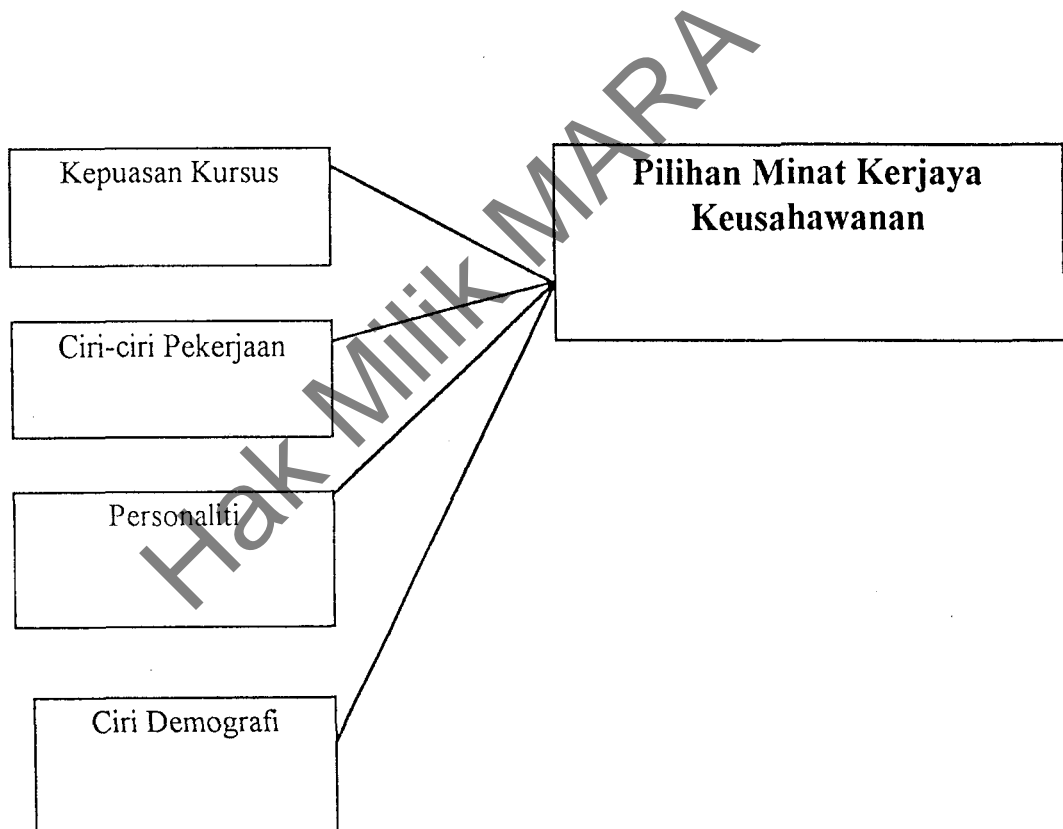 Kepuasan Kursus
Pilihan Minat Kerjaya
Keusahawanan
Ciri-ciri Pekerjaan
Personaliti
Ciri Demografi
Hak Milik MARA